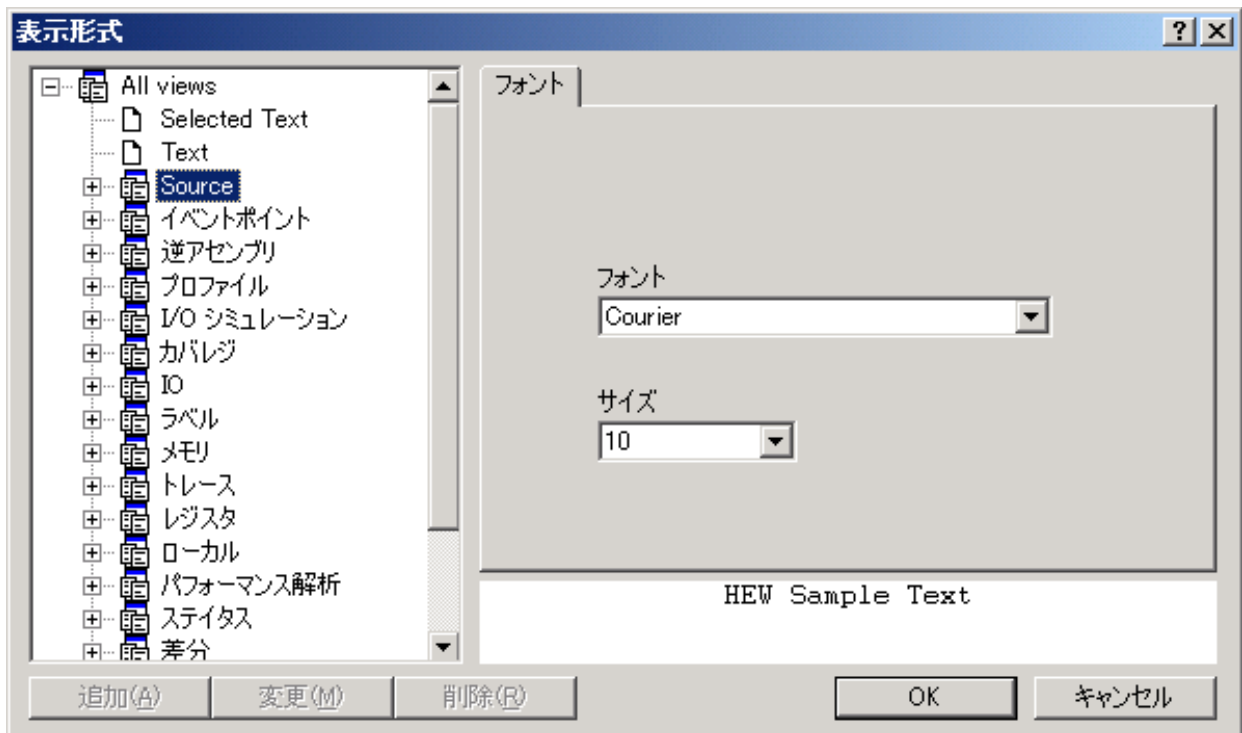 表示形式
All views
Selected Text
Text
Source
イベントポイント
逆アセンブリ
プロファイル
I/O シミュレーション
カバレジ
IO
ラベル
メモリ
トレース
レジスタ
ローカル
パフォーマンス解析
ステイタス
差分
フォント
フォント
Courier
サイズ
10
HEW Sample Text
追加(A)
変更(M)
削除(R)
OK
キャンセル